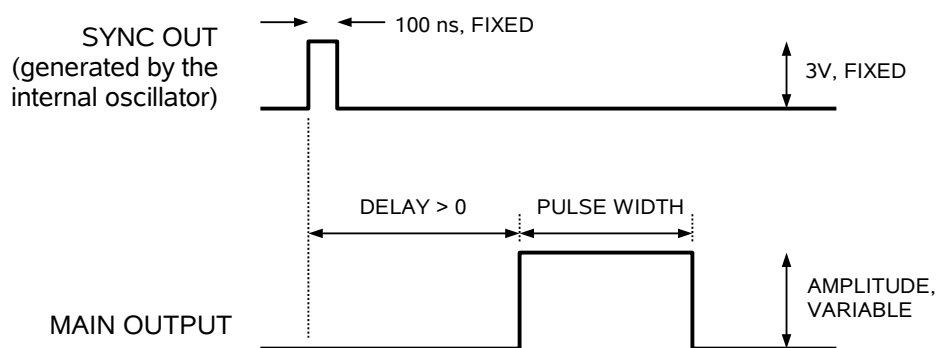 100 ns, FIXED
SYNC OUT
(generated by the
internal oscillator)
3V, FIXED
DELAY > 0
PULSE WIDTH
AMPLITUDE,
VARIABLE
MAIN OUTPUT